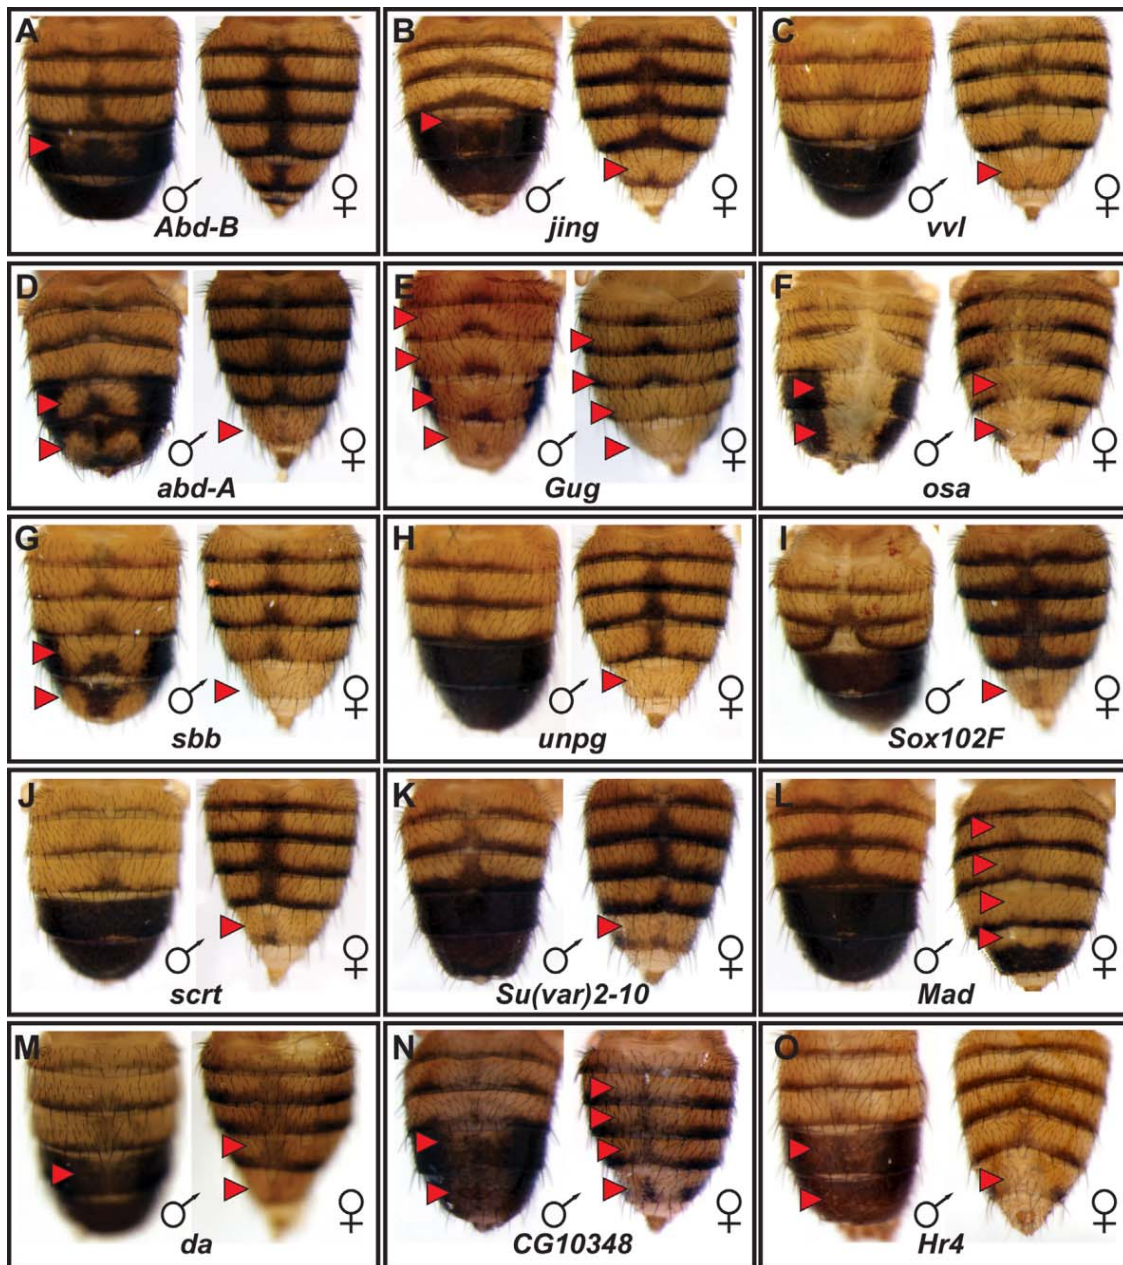 A
♂ ♀
Abd-B
B
♂ ♀
jing
C
♂ ♀
vvl
D
♂ ♀
abd-A
E
♂ ♀
Gug
F
♂ ♀
osa
G
♂ ♀
sbb
H
♂ ♀
unpg
I
♂ ♀
Sox102F
J
♂ ♀
scrt
K
♂ ♀
Su(var)2-10
L
♂ ♀
Mad
M
♂ ♀
da
N
♂ ♀
CG10348
O
♂ ♀
Hr4